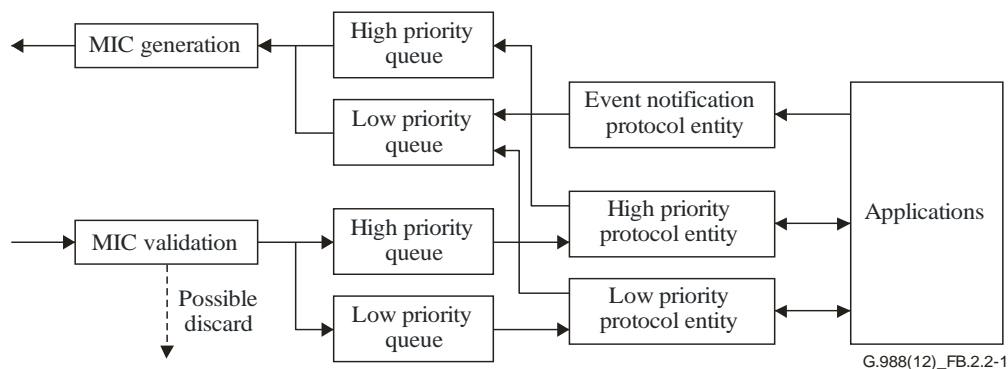 MIC generation
High priority
queue
Low priority
queue
Event notification
protocol entity
Applications
MIC validation
High priority
queue
High priority
protocol entity
Possible
discard
Low priority
queue
Low priority
protocol entity
G.988(12)_FB.2.2-1